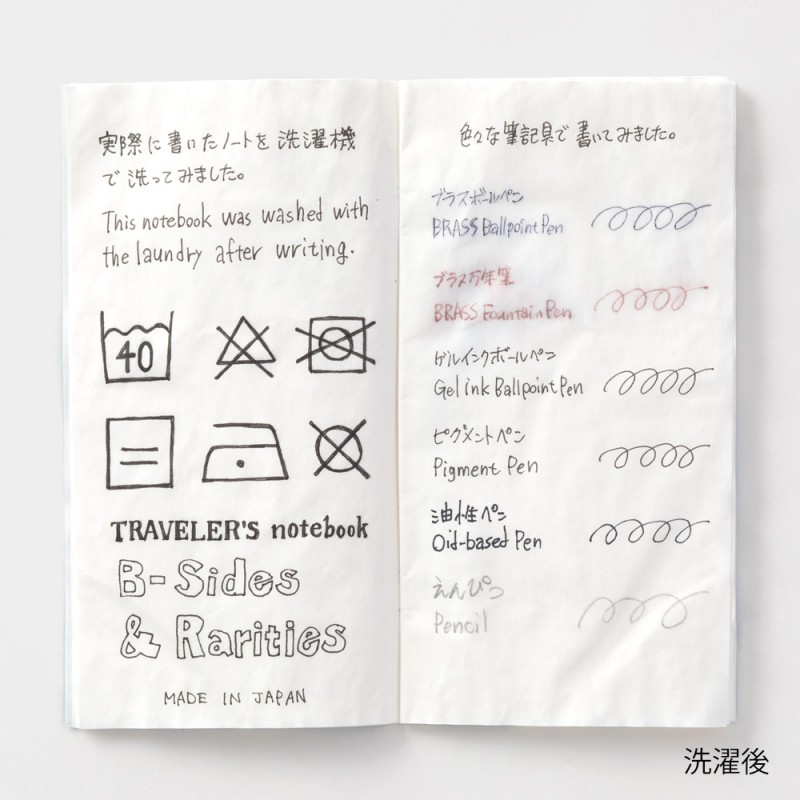 実際に書いたノートを洗濯機
で洗ってみました。
This notebook was washed with
the laundry after writing.
40
TRAVELER'S notebook
B-Sides
& Rarities
MADE IN JAPAN
色々な筆記具で書いてみました。
ブラスボールペン
BRASS Ballpoint Pen
ブラス万年筆
BRASS Fountain Pen
ゲルインクボールペン
Gel ink Ballpoint Pen
ピグメントペン
Pigment Pen
油性ペン
Oid-based Pen
えんぴつ
Pencil
洗濯後